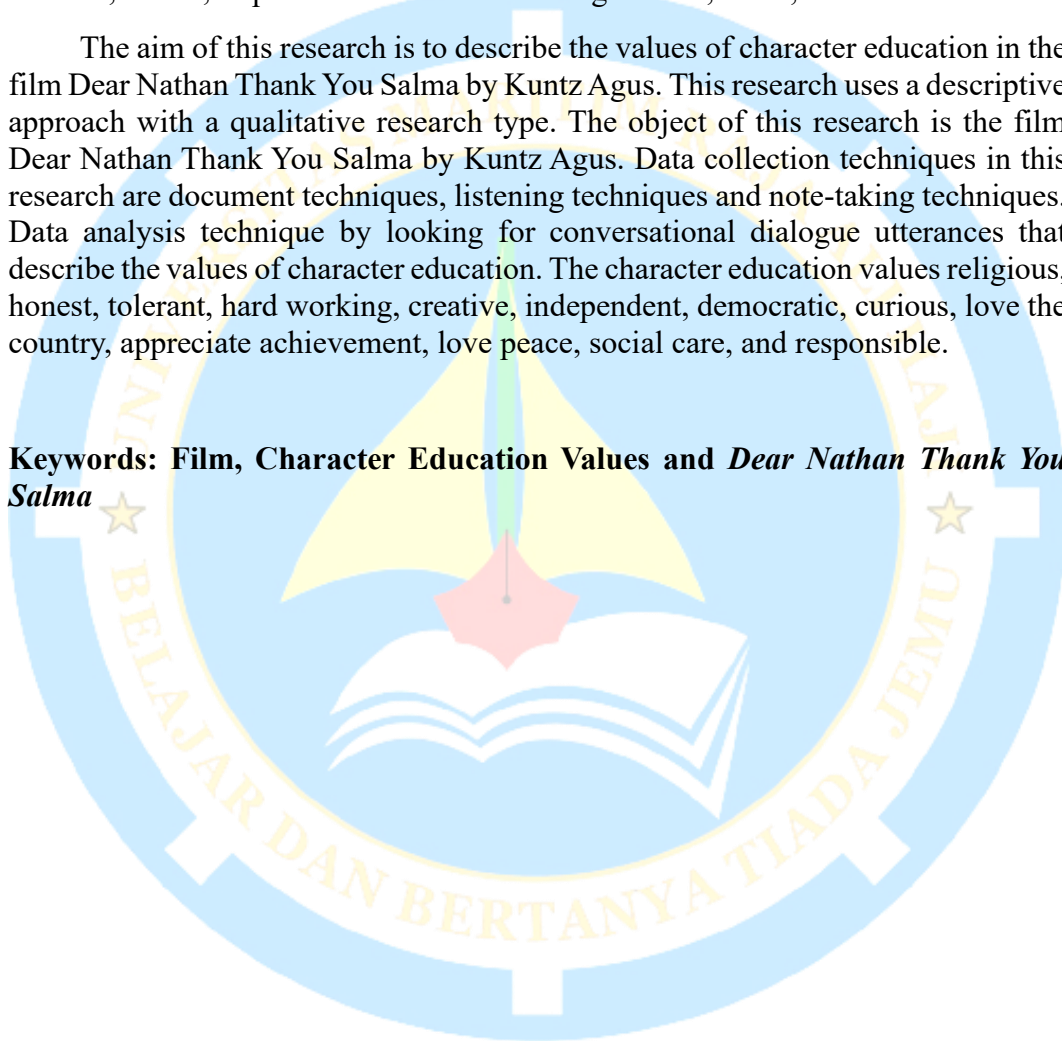 The aim of this research is to describe the values of character education in the
film Dear Nathan Thank You Salma by Kuntz Agus. This research uses a descriptive
approach with a qualitative research type. The object of this research is the film
Dear Nathan Thank You Salma by Kuntz Agus. Data collection techniques in this
research are document techniques, listening techniques and note-taking techniques.
Data analysis technique by looking for conversational dialogue utterances that
describe the values of character education. The character education values religious,
honest, tolerant, hard working, creative, independent, democratic, curious, love the
country, appreciate achievement, love peace, social care, and responsible.
Keywords: Film, Character Education Values and Dear Nathan Thank You
Salma
UNIVERSITAS MARITIM RAJA ALI HAJI
BELAJAR DAN BERTANYA TIADA JEMU